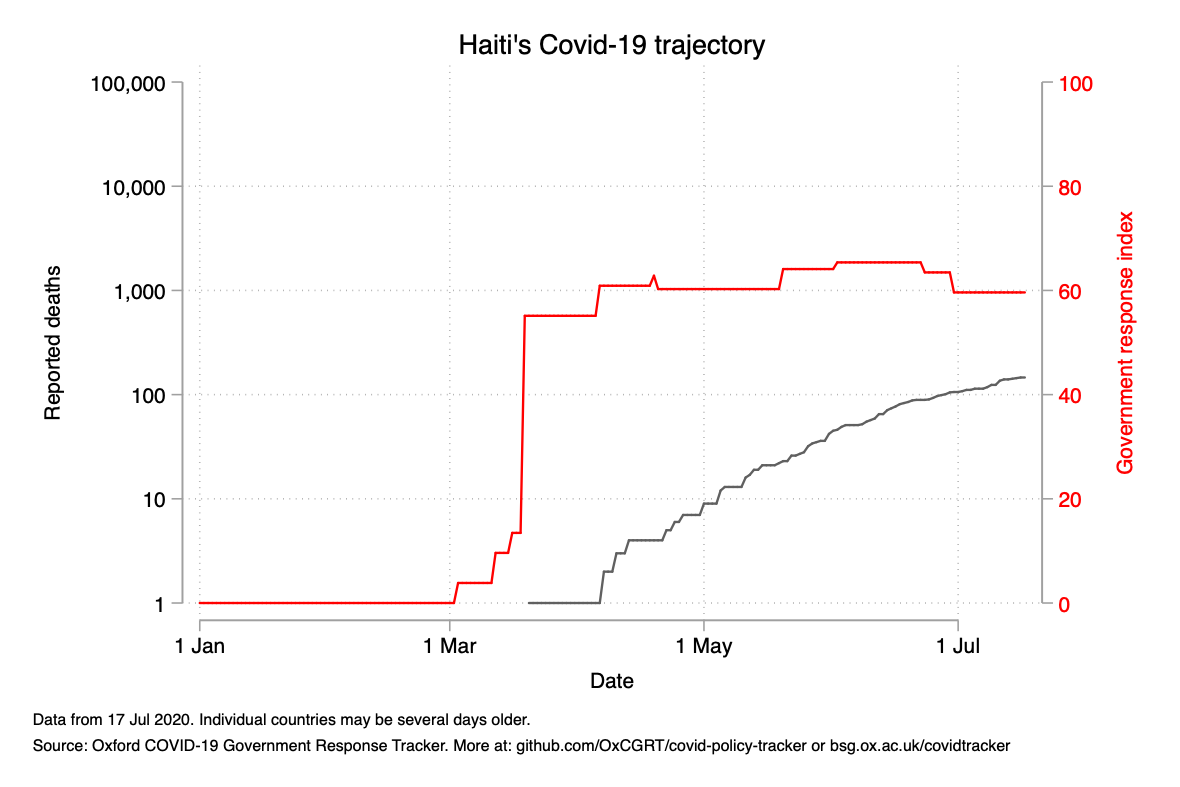 Haiti's Covid-19 trajectory
100,000
10,000
1,000
100
10
1
Reported deaths
100
80
60
40
20
0
Government response index
1 Jan
1 Mar
1 May
1 Jul
Date
Data from 17 Jul 2020. Individual countries may be several days older.
Source: Oxford COVID-19 Government Response Tracker. More at: github.com/OxCGRT/covid-policy-tracker or bsg.ox.ac.uk/covidtracker